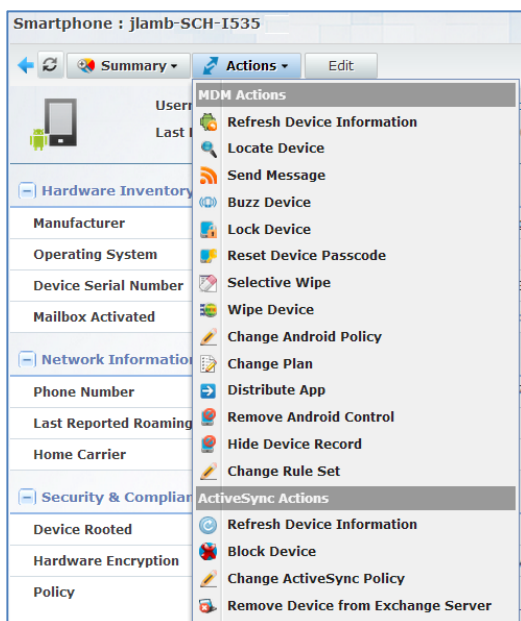 Smartphone : jlamb-SCH-I535
Summary Actions Edit
Last
MDM Actions
Refresh Device Information
Locate Device
Send Message
Buzz Device
Lock Device
Reset Device Passcode
Selective Wipe
Wipe Device
Change Android Policy
Change Plan
Distribute App
Remove Android Control
Hide Device Record
Change Rule Set
ActiveSync Actions
Refresh Device Information
Block Device
Change ActiveSync Policy
Remove Device from Exchange Server
Hardware Inventory
Manufacturer
Operating System
Device Serial Number
Mailbox Activated
Network Informatio
Phone Number
Last Reported Roaming
Home Carrier
Security & Complian
Device Rooted
Hardware Encryption
Policy